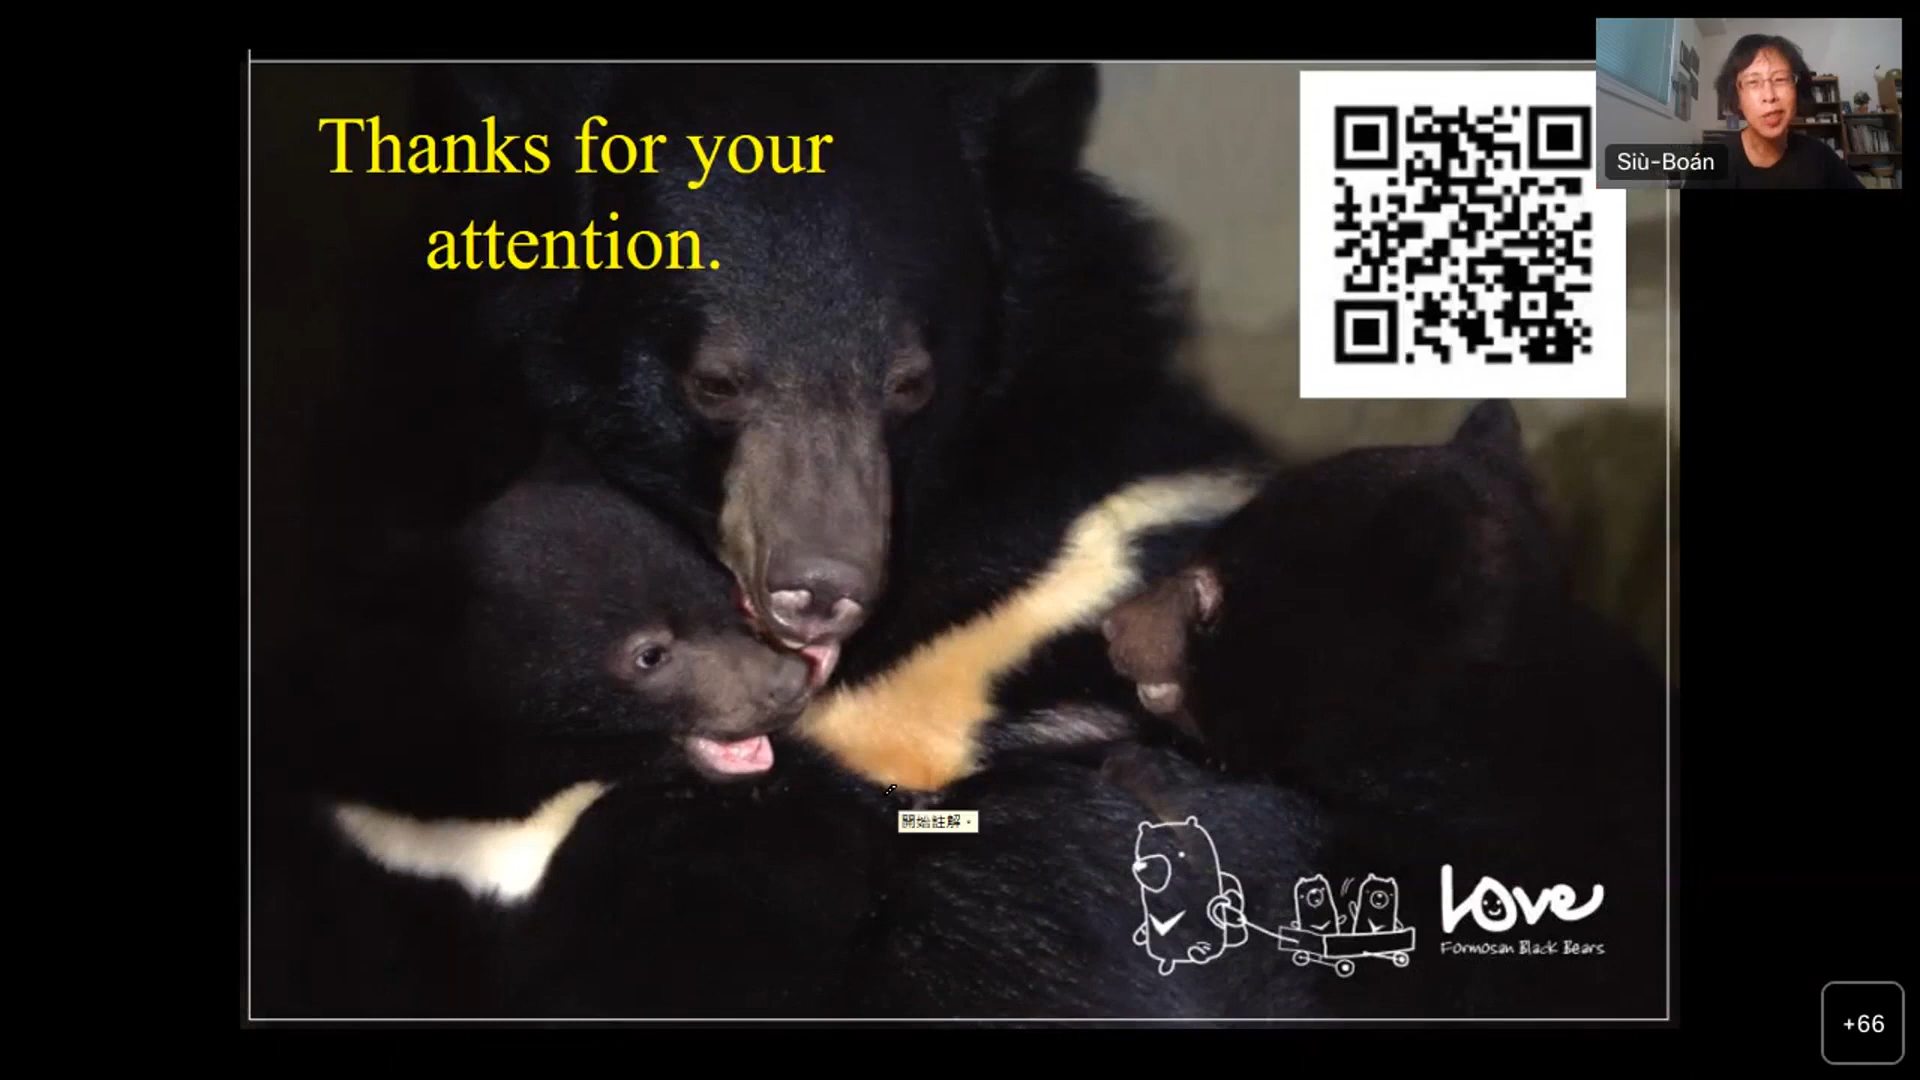 Thanks for your
attention.
Siù-Boán
開始註解。
Love
Formosan Black Bears
+66